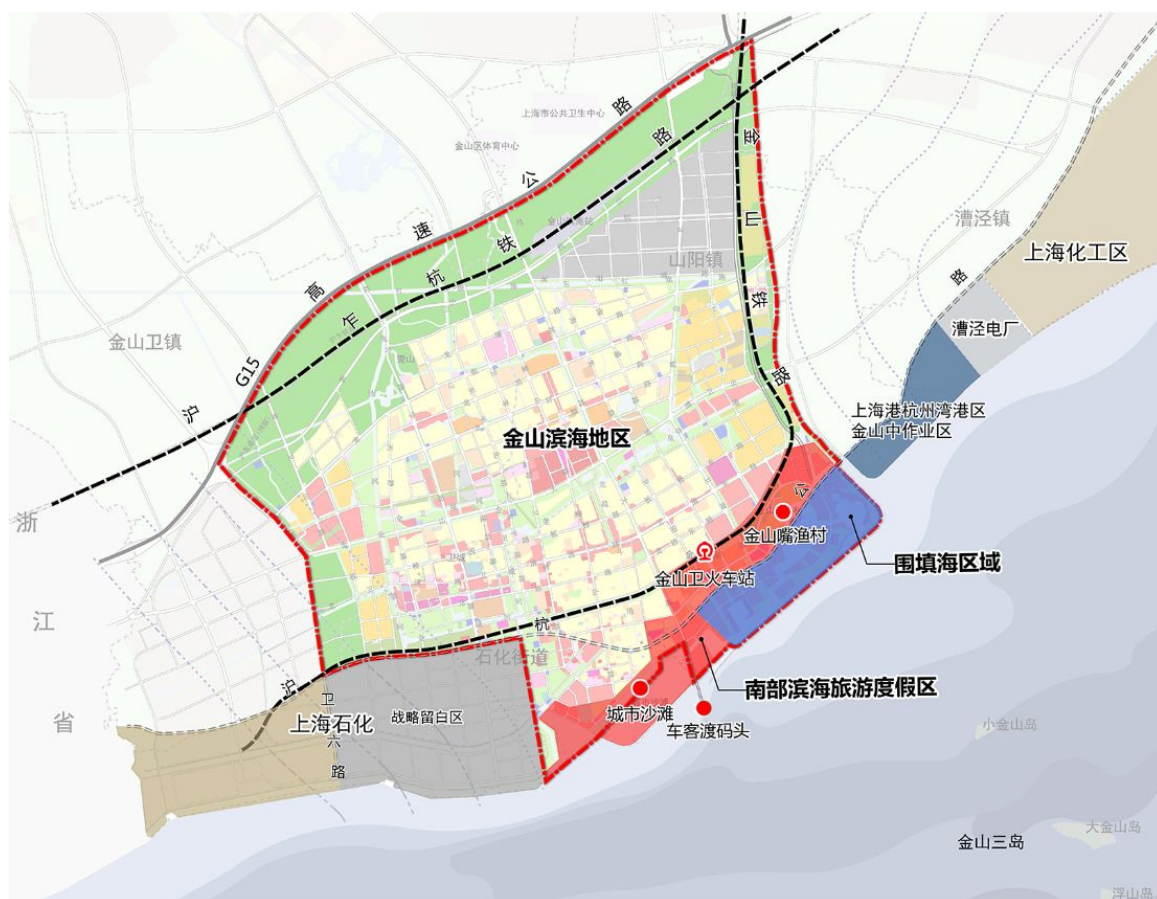 上海市公共卫生中心
金山区体育中心
G15
高速公路
沪乍杭铁路
金山铁路
漕泾镇
上海化工区
山阳镇
漕泾电厂
金山卫镇
上海港杭州湾港区
金山中作业区
金山滨海地区
公路
金山嘴渔村
围填海区域
金山卫火车站
浙江省
沪杭
石化街道
南部滨海旅游度假区
城市沙滩
车客渡码头
上海石化
战略留白区
卫六路
小金山岛
大金山岛
金山三岛
浮山岛